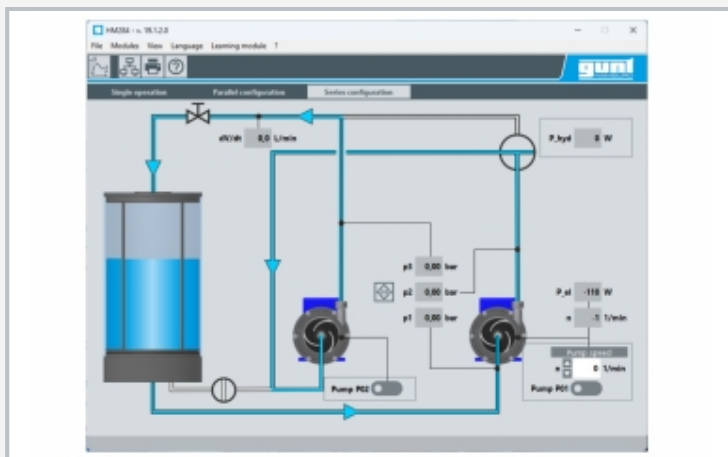 HM284 - v. 19.1.2.0
File Modules View Language Learning module ?
gunt
Single operation Parallel configuration Series configuration
dV/dt 0,0 L/min
P_hyd 0 W
p3 0,00 bar
p2 0,00 bar
p1 0,00 bar
P_el -110 W
n -1 1/min
Pump speed
n 0 1/min
Pump P02
Pump P01